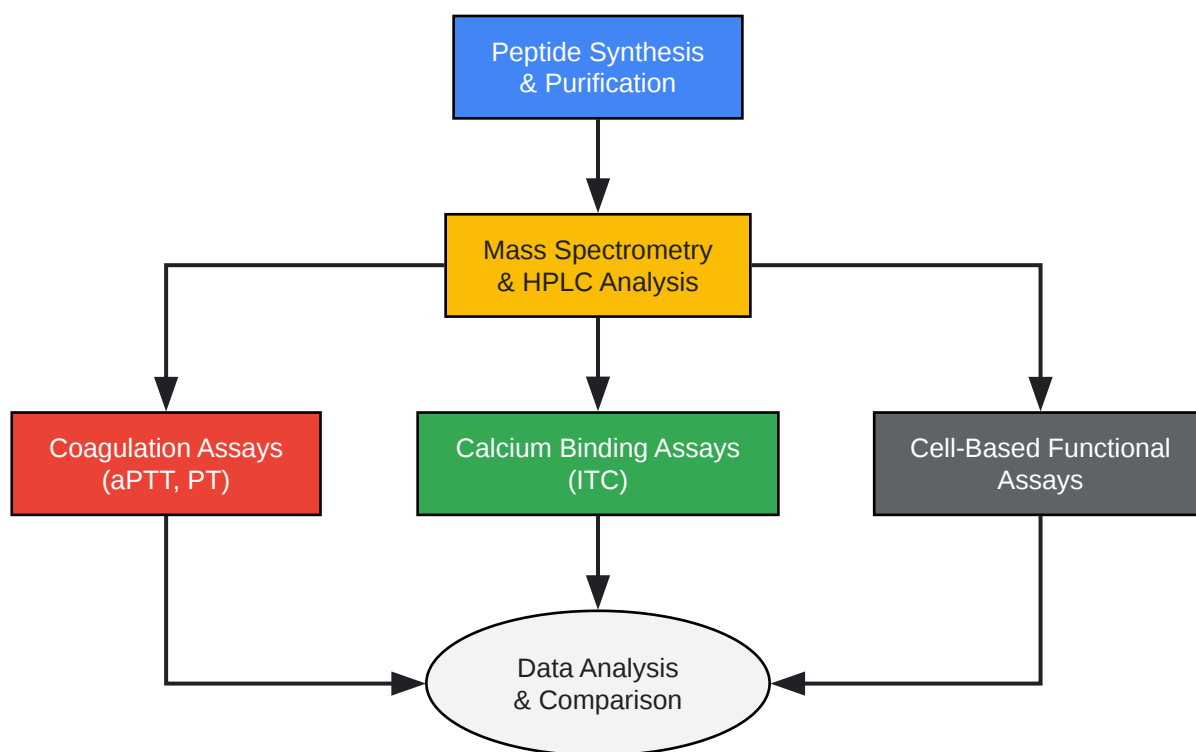 Peptide Synthesis
& Purification
Mass Spectrometry
& HPLC Analysis
Coagulation Assays
(aPTT, PT)
Calcium Binding Assays
(ITC)
Cell-Based Functional
Assays
Data Analysis
& Comparison